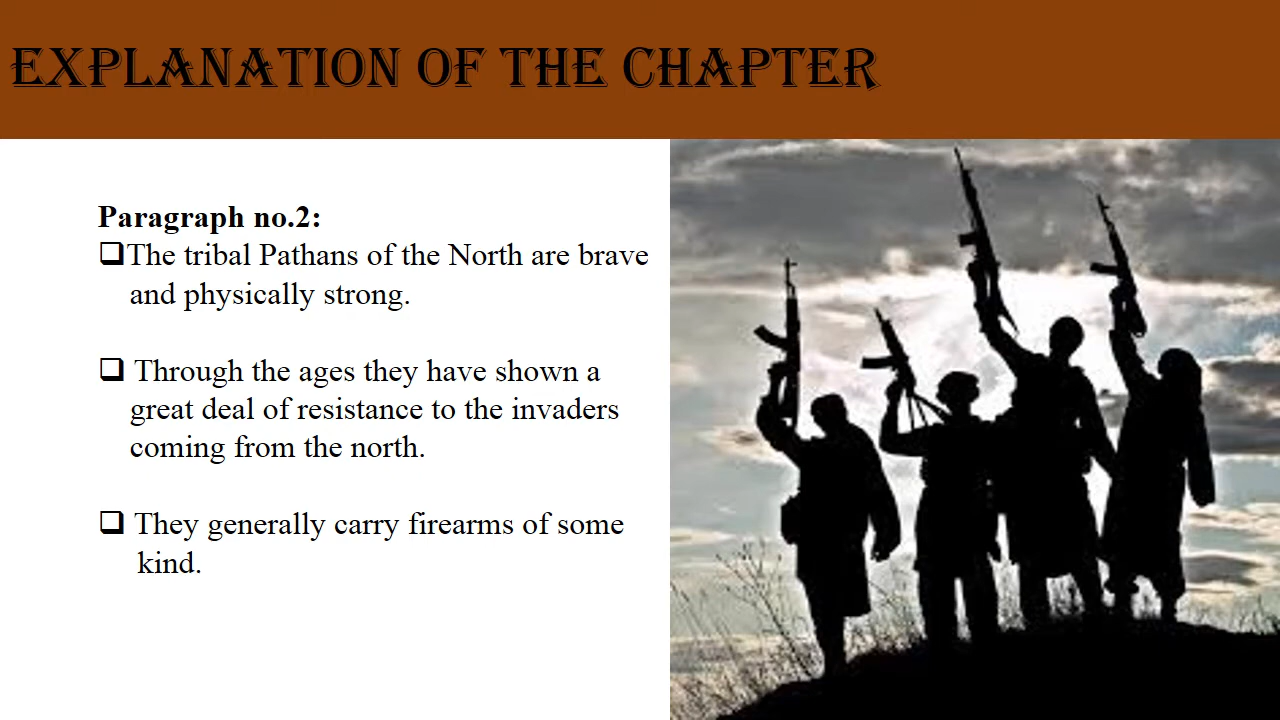 EXPLANATION OF THE CHAPTER
Paragraph no.2:
❑The tribal Pathans of the North are brave
and physically strong.
❑ Through the ages they have shown a
great deal of resistance to the invaders
coming from the north.
❑ They generally carry firearms of some
kind.